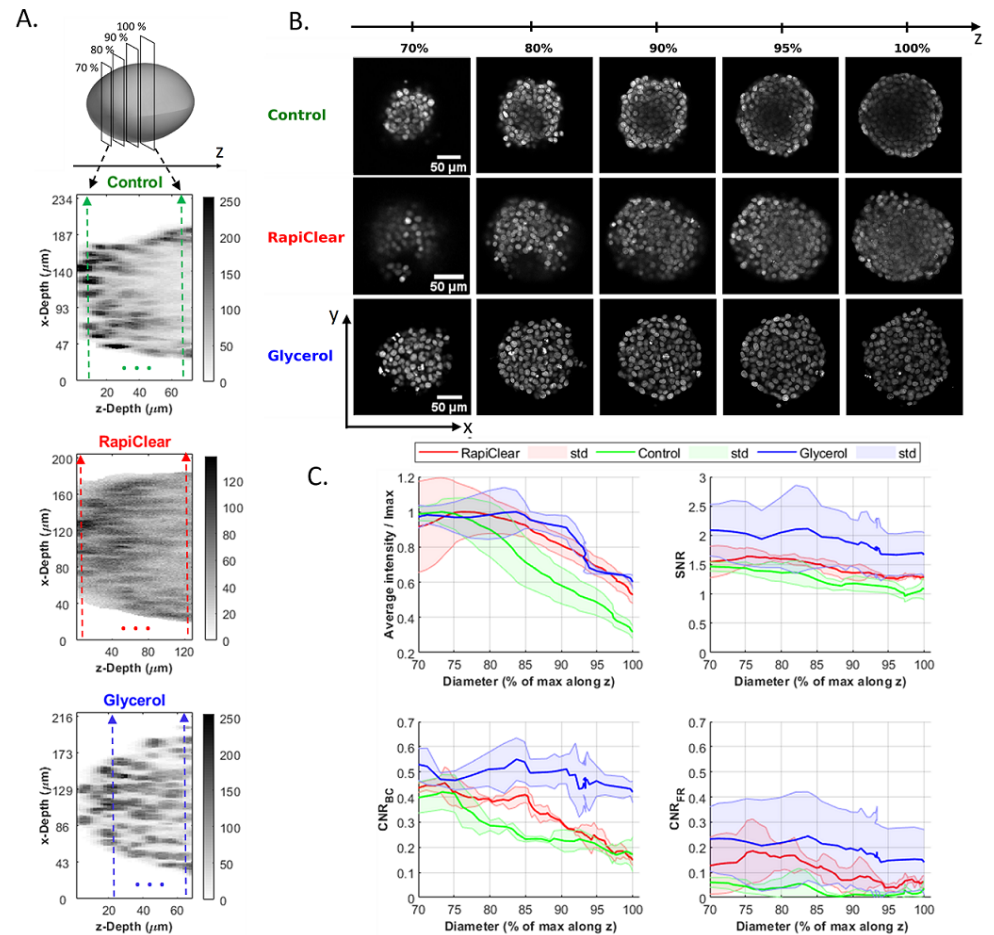 A.
100 %
90 %
80 %
70 %
z
Control
234
187
140
93
47
0
x-Depth (μm)
20 40 60
z-Depth (μm)
250
200
150
100
50
0
RapiClear
200
160
120
80
40
0
x-Depth (μm)
40 80 120
z-Depth (μm)
120
100
80
60
40
20
0
Glycerol
216
173
129
86
43
0
x-Depth (μm)
20 40 60
z-Depth (μm)
250
200
150
100
50
0
B.
z
70% 80% 90% 95% 100%
Control
50 μm
RapiClear
50 μm
Glycerol
50 μm
y
x
C.
RapiClear std Control std Glycerol std
1.2
1
0.8
0.6
0.4
0.2
Average intensity / Imax
70 75 80 85 90 95 100
Diameter (% of max along z)
3
2.5
2
1.5
1
0.5
0
SNR
70 75 80 85 90 95 100
Diameter (% of max along z)
0.7
0.6
0.5
0.4
0.3
0.2
0.1
0
CNRBC
70 75 80 85 90 95 100
Diameter (% of max along z)
0.7
0.6
0.5
0.4
0.3
0.2
0.1
0
CNRFR
70 75 80 85 90 95 100
Diameter (% of max along z)